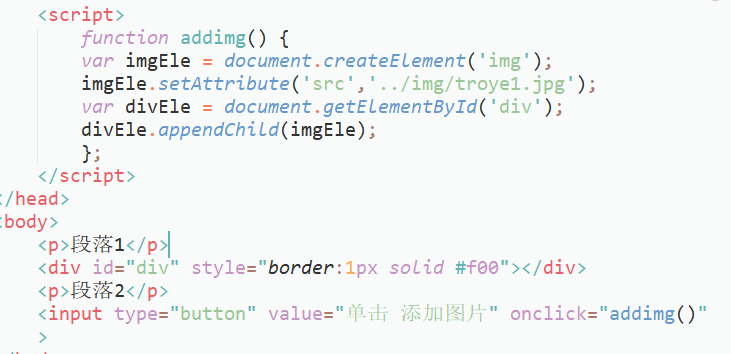 <script>
function addimg() {
var imgEle = document.createElement('img');
imgEle.setAttribute('src','../img/troye1.jpg');
var divEle = document.getElementById('div');
divEle.appendChild(imgEle);
};
</script>
</head>
<body>
<p>段落1</p>
<div id="div" style="border:1px solid #f00"></div>
<p>段落2</p>
<input type="button" value="单击 添加图片" onclick="addimg()"
>